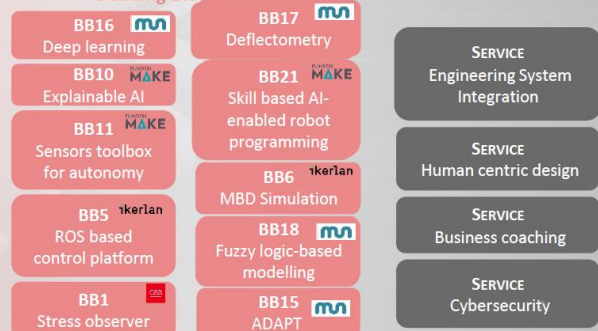 BB16
Deep learning
BB10 MAKE
Explainable AI
BB11 MAKE
Sensors toolbox
for autonomy
BB5 ikerlan
ROS based
control platform
BB1
Stress observer
BB17
Deflectometry
BB21 MAKE
Skill based AI-
enabled robot
programming
BB6 ikerlan
MBD Simulation
BB18
Fuzzy logic-based
modelling
BB15
ADAPT
SERVICE
Engineering System
Integration
SERVICE
Human centric design
SERVICE
Business coaching
SERVICE
Cybersecurity